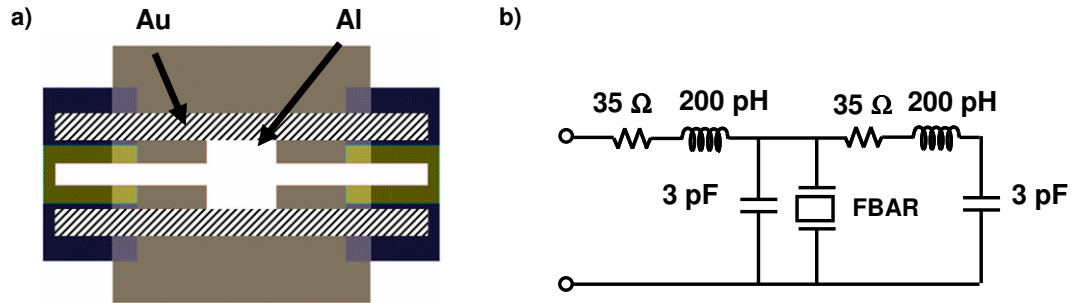 a)
Au
Al
b)
35 Ω
200 pH
35 Ω
200 pH
3 pF
FBAR
3 pF